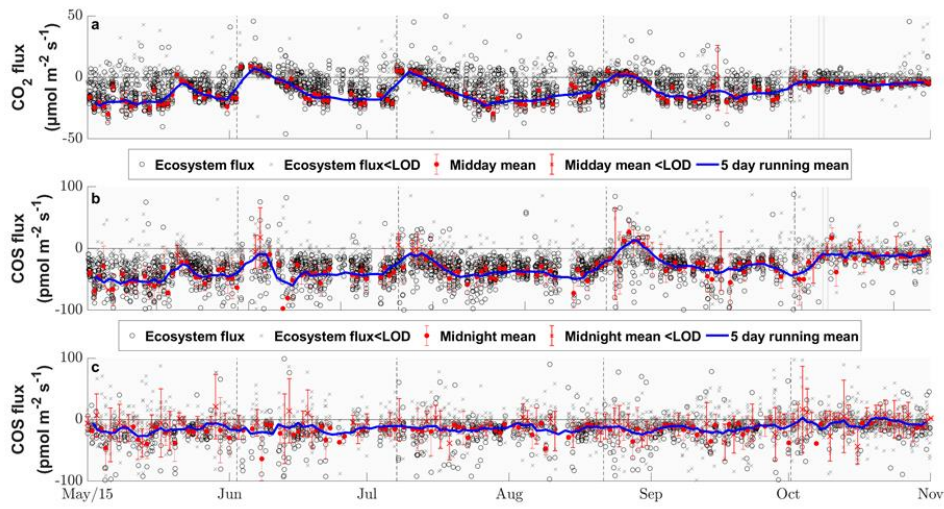 50
a
0
-50
CO2 flux
(µmol m-2 s-1)
Ecosystem flux Ecosystem flux<LOD Midday mean Midday mean <LOD 5 day running mean
100
b
0
-100
COS flux
(pmol m-2 s-1)
Ecosystem flux Ecosystem flux<LOD Midnight mean Midnight mean <LOD 5 day running mean
100
c
0
-100
COS flux
(pmol m-2 s-1)
May/15 Jun Jul Aug Sep Oct Nov